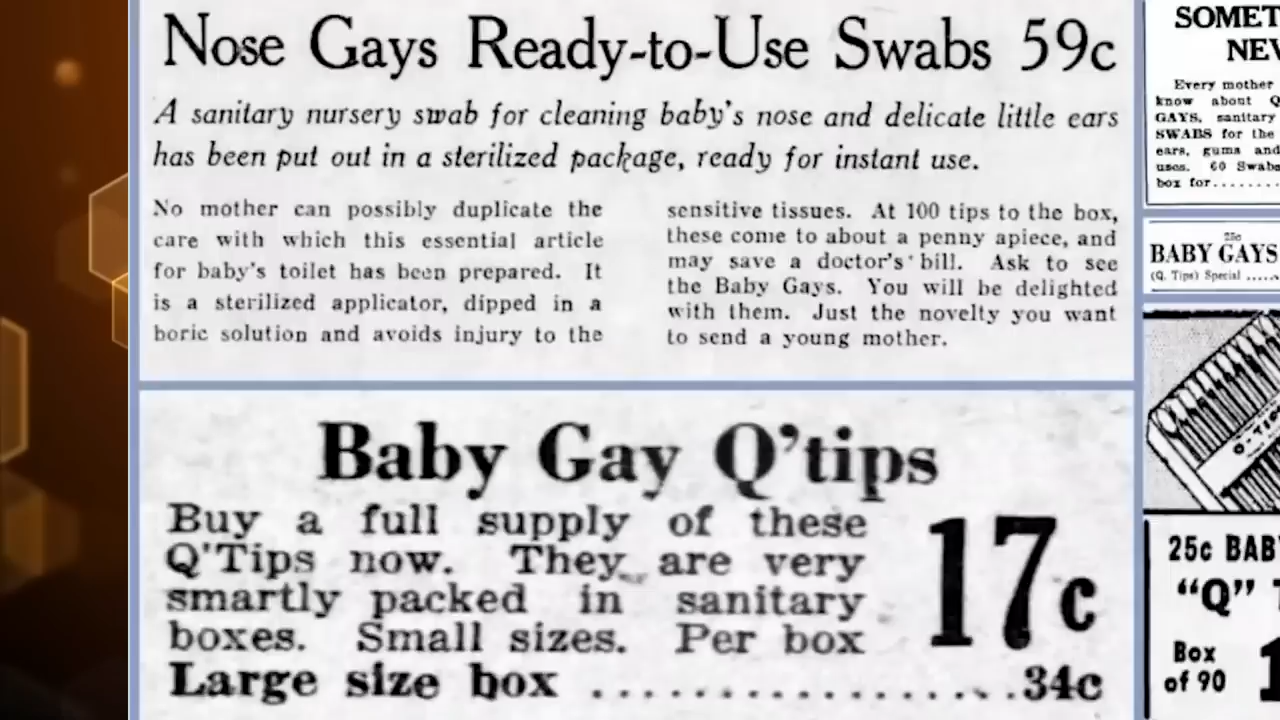 Nose Gays Ready-to-Use Swabs 59c
A sanitary nursery swab for cleaning baby's nose and delicate little ears
has been put out in a sterilized package, ready for instant use.
No mother can possibly duplicate the
care with which this essential article
for baby's toilet has been prepared. It
is a sterilized applicator, dipped in a
boric solution and avoids injury to the
sensitive tissues. At 100 tips to the box,
these come to about a penny apiece, and
may save a doctor's bill. Ask to see
the Baby Gays. You will be delighted
with them. Just the novelty you want
to send a young mother.
Baby Gay Q'tips
Buy a full supply of these
Q'Tips now. They are very
smartly packed in sanitary
boxes. Small sizes. Per box
17c
Large size box ....................34c
SOMET
NEW
Every mother
know about Q
GAYS, sanitary
SWABS for the
ears, gums and
uses. 60 Swabs
box for........
25c
BABY GAYS
(Q. Tips) Special .....
Q-TIPS
25c BAB
"Q" T
Box
of 90
1